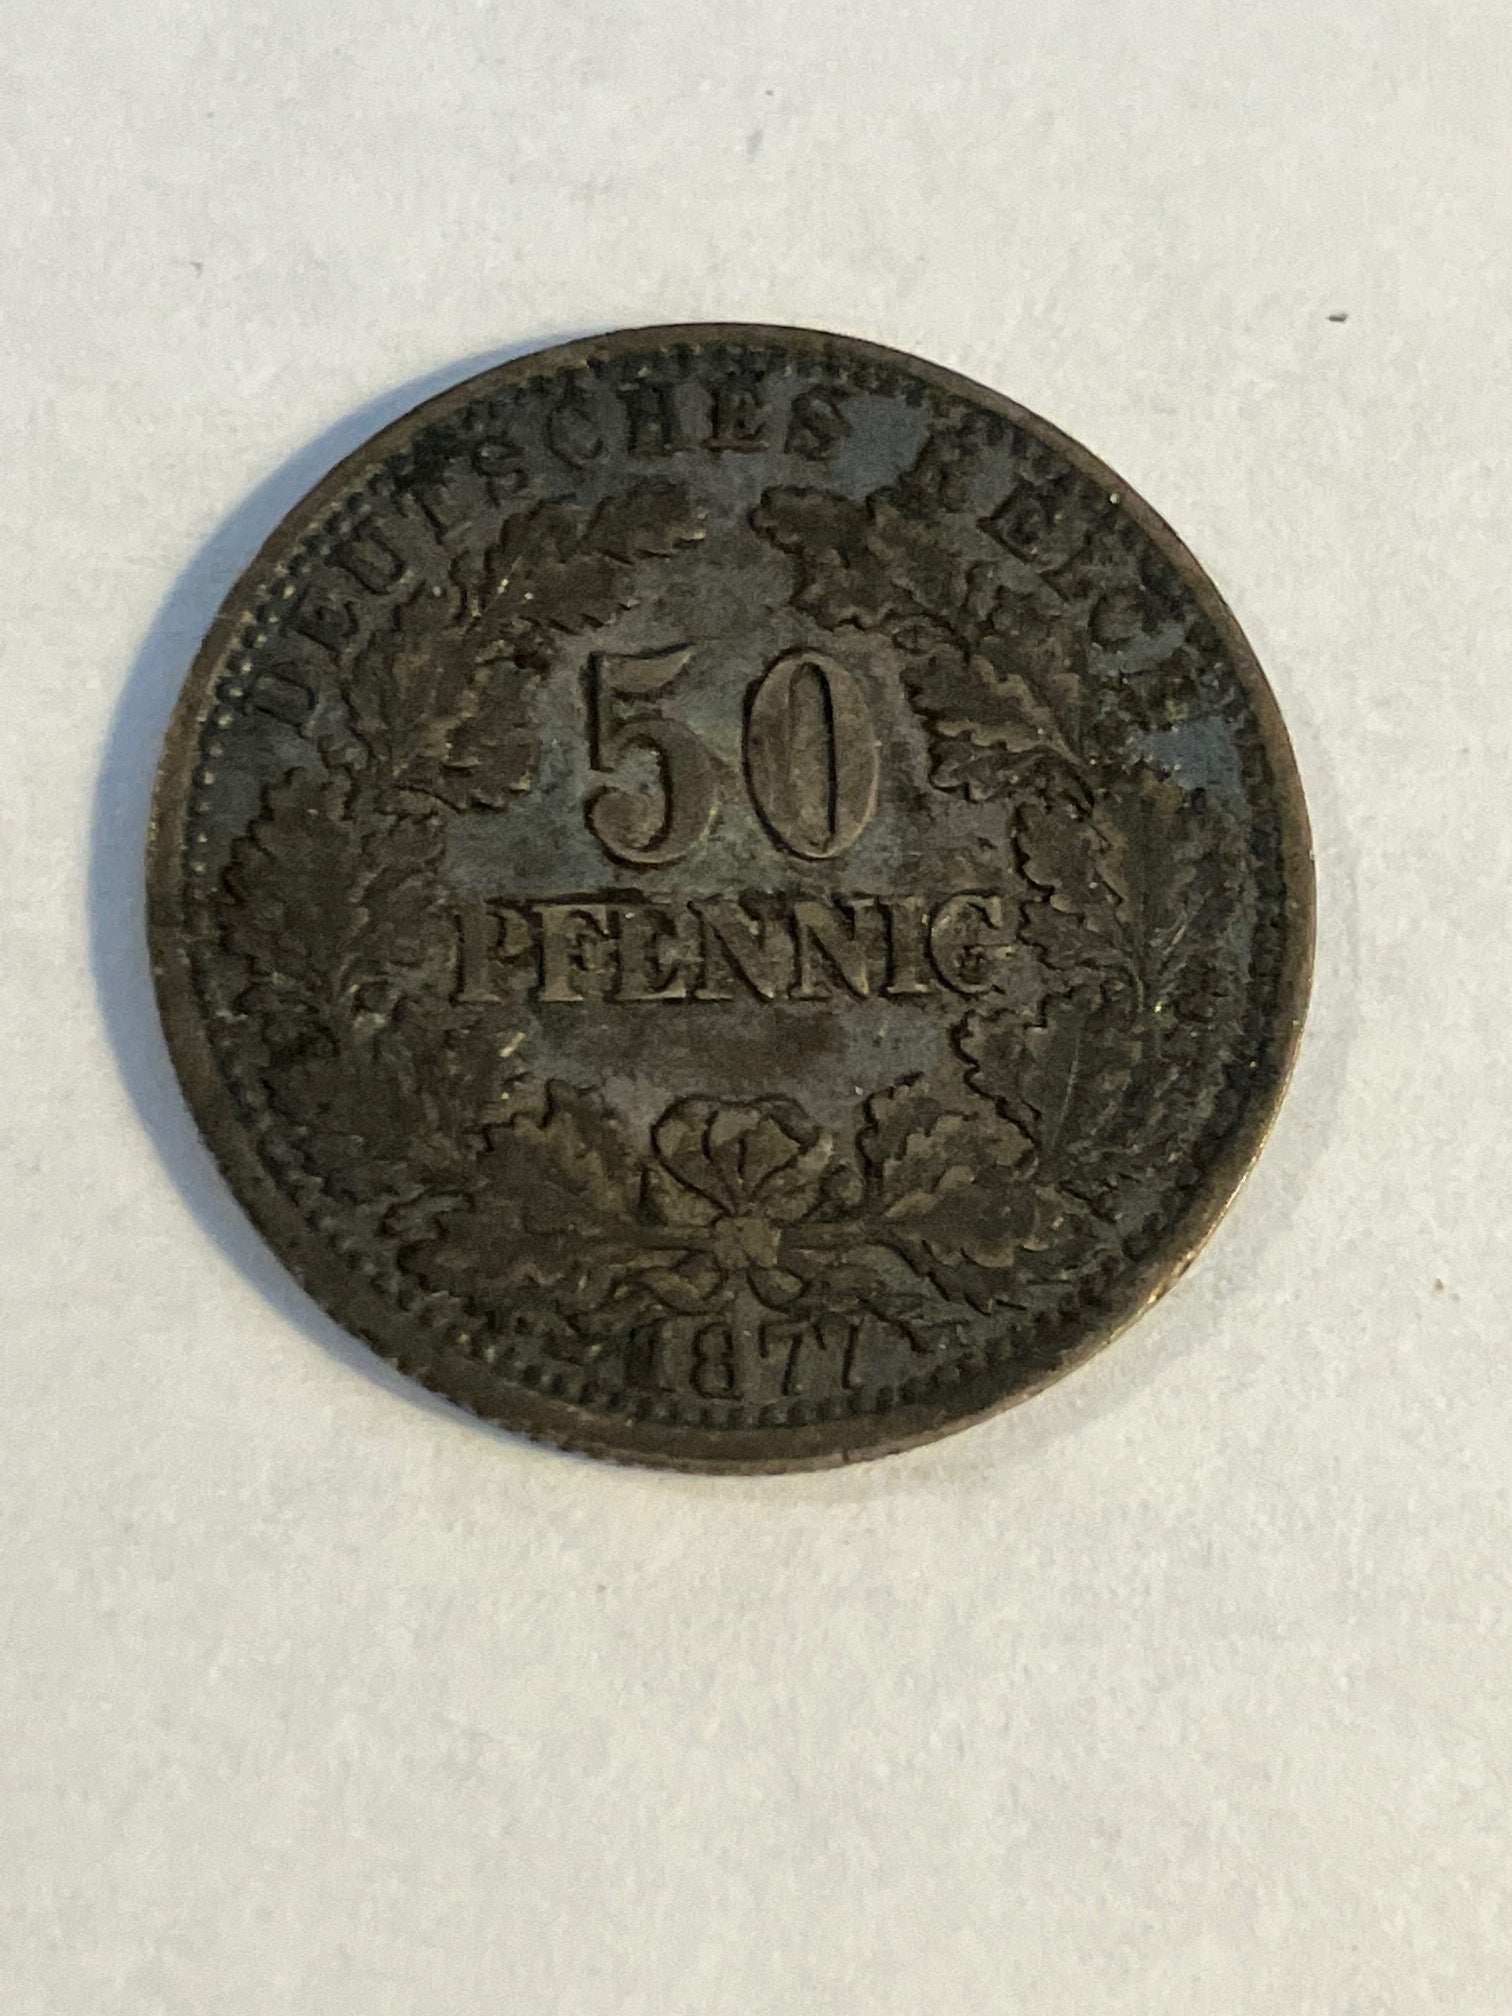 DEUTSCHES REICH
50
PFENNIG
1877